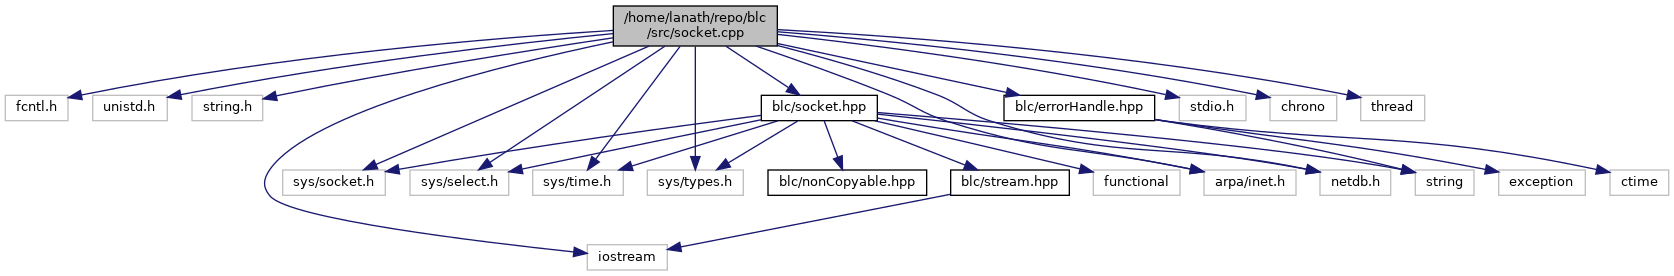 /home/lanath/repo/blc
/src/socket.cpp
fcntl.h
unistd.h
string.h
blc/socket.hpp
blc/errorHandle.hpp
stdio.h
chrono
thread
sys/socket.h
sys/select.h
sys/time.h
sys/types.h
blc/nonCopyable.hpp
blc/stream.hpp
functional
arpa/inet.h
netdb.h
string
exception
ctime
iostream